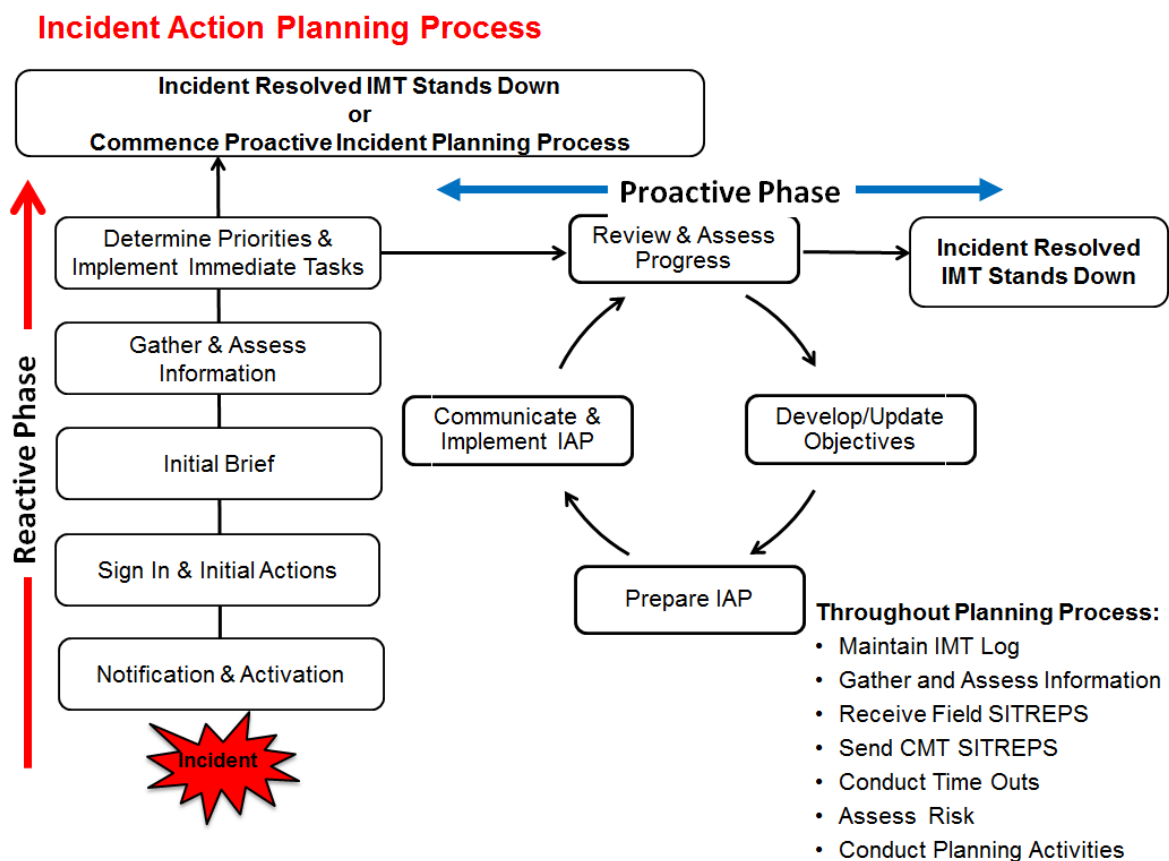 Incident Action Planning Process
Incident Resolved IMT Stands Down
or
Commence Proactive Incident Planning Process
Proactive Phase
Reactive Phase
Determine Priorities &
Implement Immediate Tasks
Review & Assess
Progress
Incident Resolved
IMT Stands Down
Gather & Assess
Information
Communicate &
Implement IAP
Develop/Update
Objectives
Initial Brief
Sign In & Initial Actions
Prepare IAP
Notification & Activation
Incident
Throughout Planning Process:
• Maintain IMT Log
• Gather and Assess Information
• Receive Field SITREPS
• Send CMT SITREPS
• Conduct Time Outs
• Assess Risk
• Conduct Planning Activities